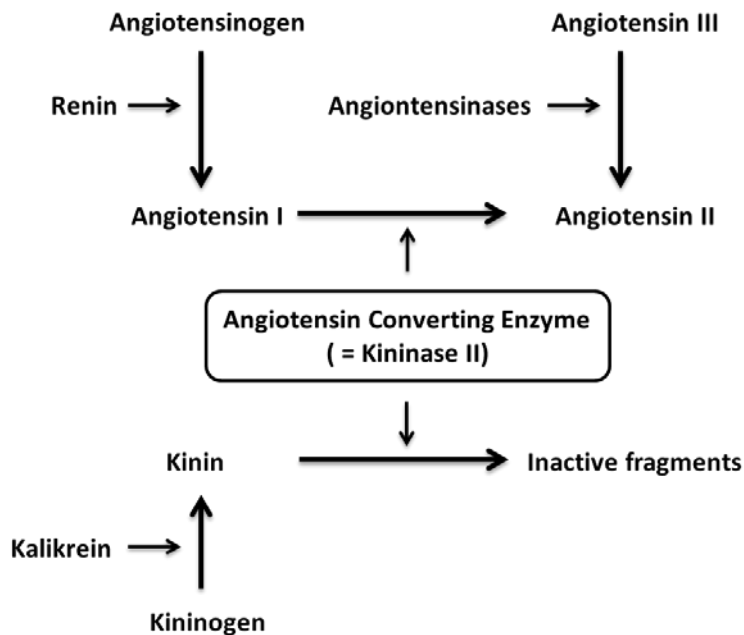 Angiotensinogen
Angiotensin III
Renin
Angiontensinases
Angiotensin I
Angiotensin II
Angiotensin Converting Enzyme
( = Kininase II)
Kinin
Inactive fragments
Kalikrein
Kininogen